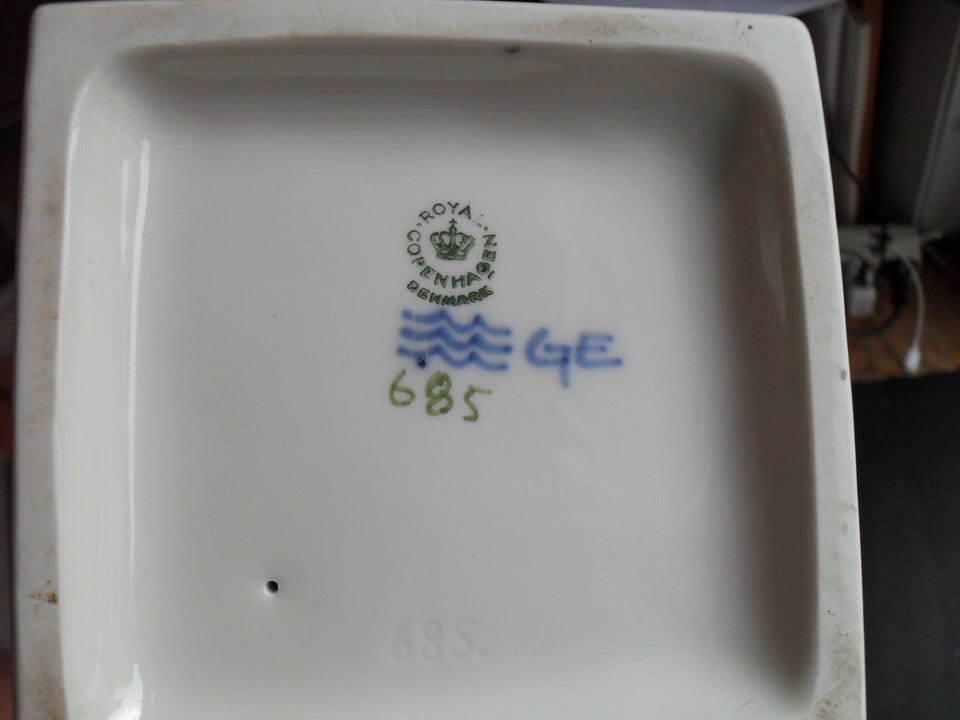 ROYAL
COPENHAGEN
DENMARK
GE
685
685.